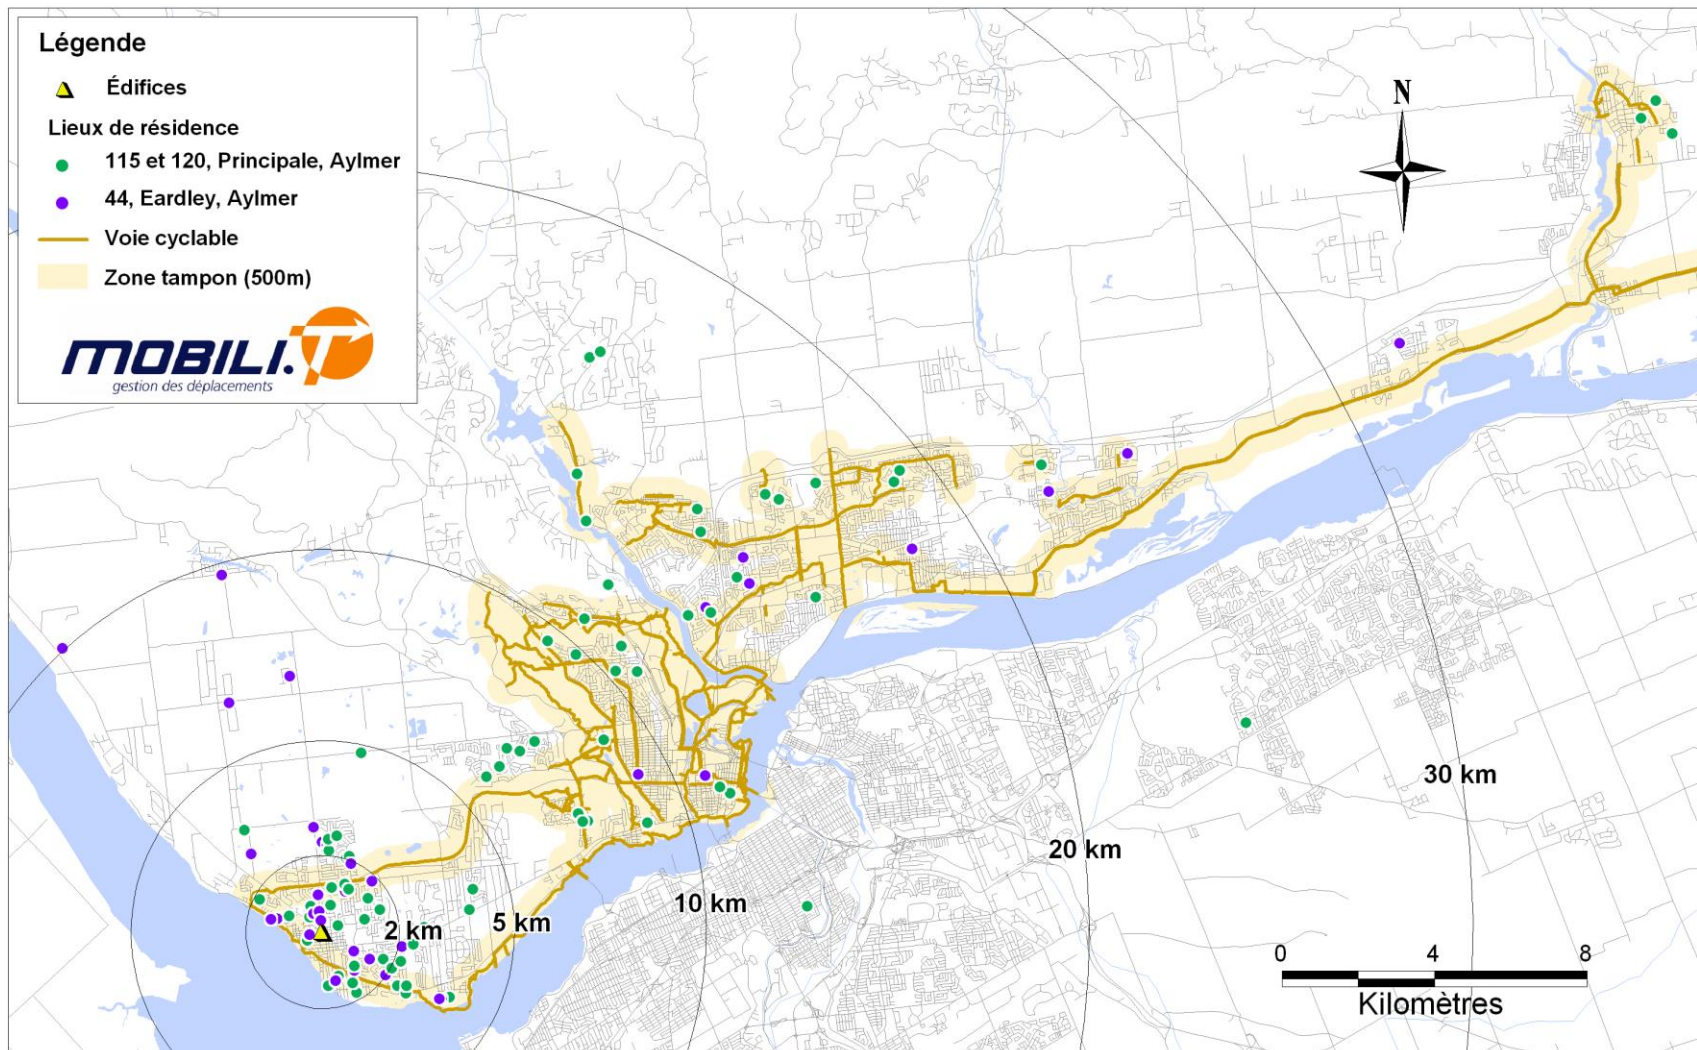 Légende
Édifices
Lieux de résidence
115 et 120, Principale, Aylmer
44, Eardley, Aylmer
Voie cyclable
Zone tampon (500m)
MOBILI.T
gestion des déplacements
N
30 km
20 km
10 km
5 km
2 km
0 4 8
Kilomètres